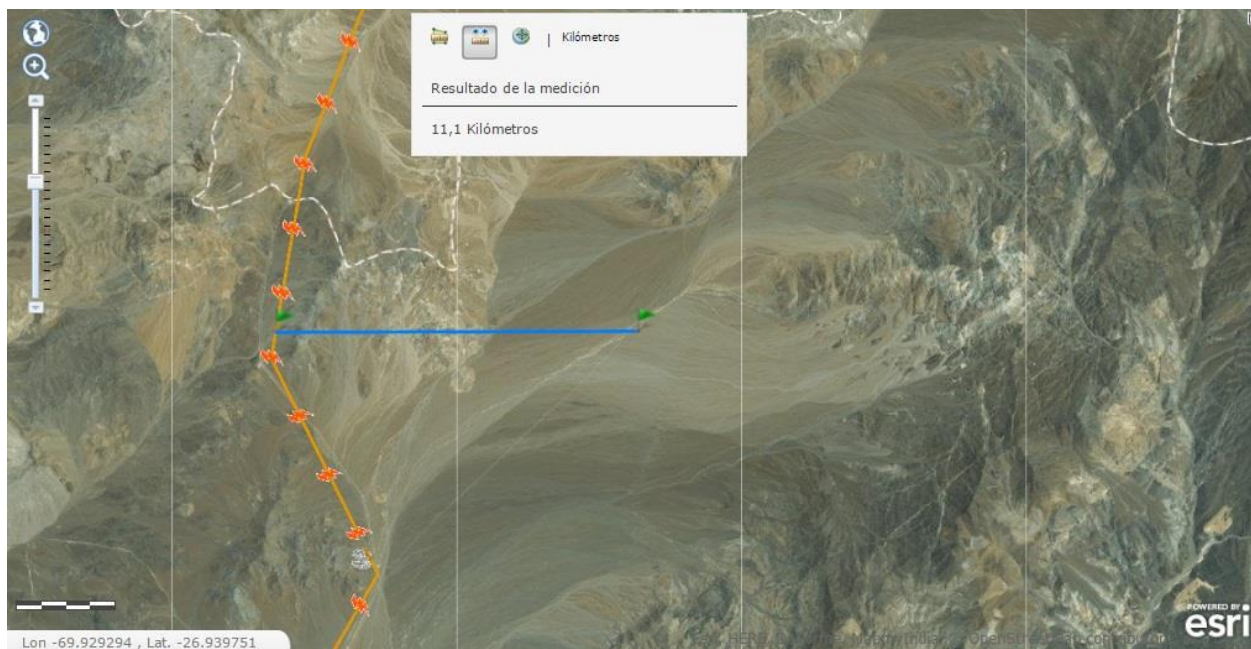 | Kilómetros
Resultado de la medición
11,1 Kilómetros
POWERED BY
esri
Lon -69.929294 , Lat. -26.939751